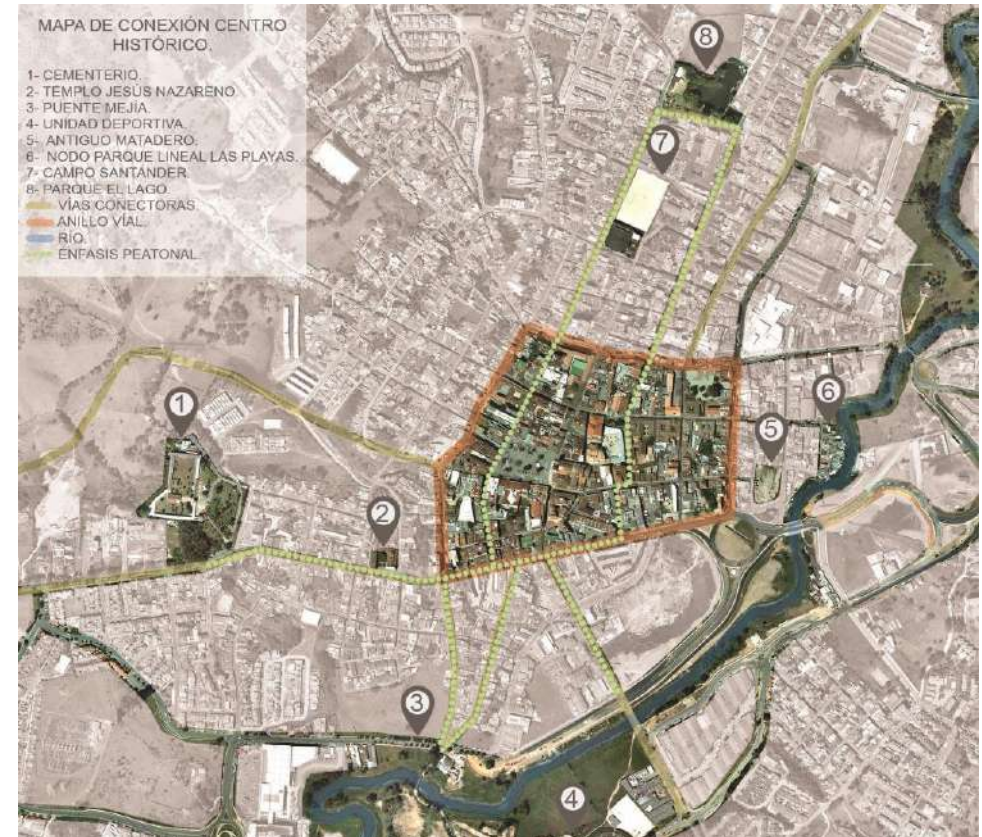 MAPA DE CONEXIÓN CENTRO
HISTÓRICO.
1- CEMENTERIO.
2- TEMPLO JESÚS NAZARENO.
3- PUENTE MEJÍA.
4- UNIDAD DEPORTIVA.
5- ANTIGUO MATADERO.
6- NODO PARQUE LINEAL LAS PLAYAS.
7- CAMPO SANTANDER.
8- PARQUE EL LAGO.
VÍAS CONECTORAS.
ANILLO VÍAL.
RÍO.
ENFASIS PEATONAL.
8
7
6
1
5
2
3
4